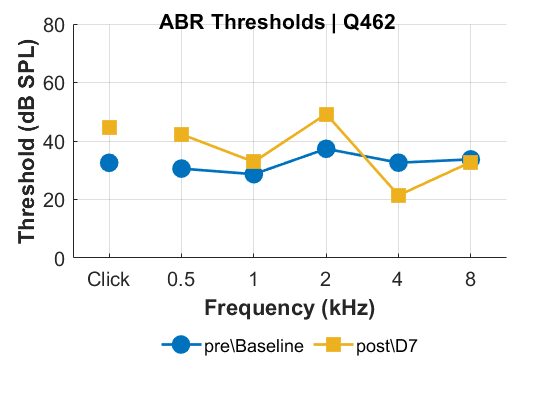 ABR Thresholds | Q462
Threshold (dB SPL)
80
60
40
20
0
Click 0.5 1 2 4 8
Frequency (kHz)
pre\Baseline post\D7